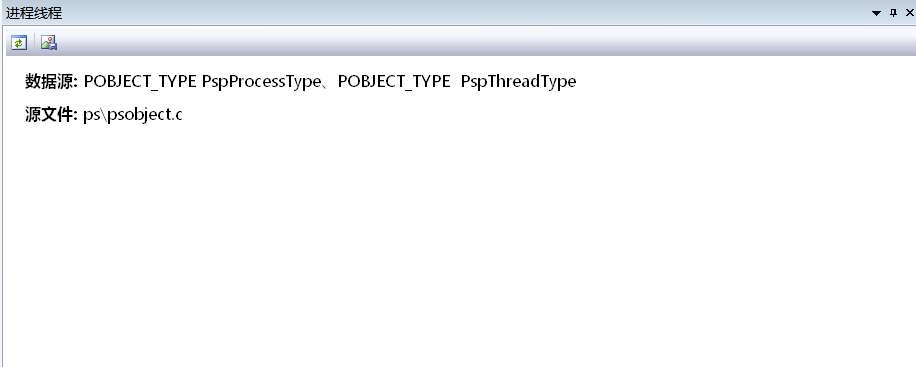 进程线程
数据源: POBJECT_TYPE PspProcessType、POBJECT_TYPE  PspThreadType
源文件: ps\psobject.c